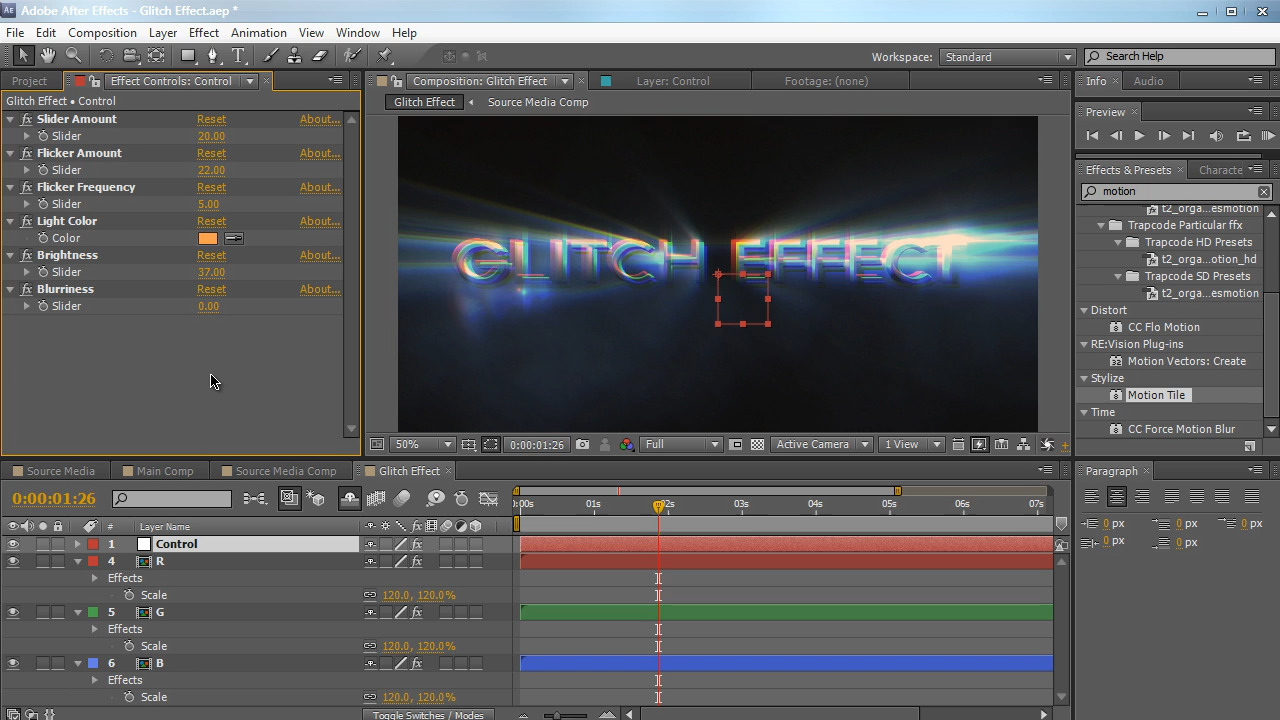 Adobe After Effects - Glitch Effect.aep *
File Edit Composition Layer Effect Animation View Window Help
Workspace: Standard Search Help
Project Effect Controls: Control Composition: Glitch Effect Layer: Control Footage: (none) Info Audio
Glitch Effect • Control
Glitch Effect Source Media Comp
Slider Amount Reset About...
Slider 20.00
Flicker Amount Reset About...
Slider 22.00
Flicker Frequency Reset About...
Slider 5.00
Light Color Reset About...
Color
Brightness Reset About...
Slider 37.00
Blurriness Reset About...
Slider 0.00
GLITCH EFFECT
50% 0:00:01:26 Full Active Camera 1 View
Preview
Effects & Presets Characte
motion
t2_orga...esmotion
Trapcode Particular ffx
Trapcode HD Presets
t2_orga...otion_hd
Trapcode SD Presets
t2_orga...esmotion
Distort
CC Flo Motion
RE:Vision Plug-ins
Motion Vectors: Create
Stylize
Motion Tile
Time
CC Force Motion Blur
Source Media Main Comp Source Media Comp Glitch Effect
0:00:01:26
:00s 01s 02s 03s 04s 05s 06s 07s
# Layer Name
1 Control
4 R
Effects
Scale 120.0, 120.0%
5 G
Effects
Scale 120.0, 120.0%
6 B
Effects
Scale 120.0, 120.0%
Toggle Switches / Modes
Paragraph
0 px 0 px 0 px
0 px 0 px